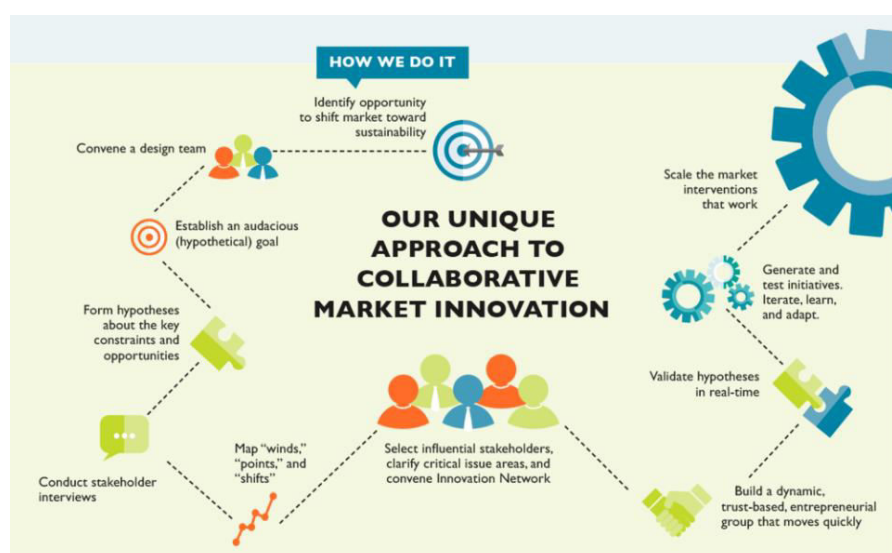 HOW WE DO IT
Identify opportunity
to shift market toward
sustainability
Convene a design team
Establish an audacious
(hypothetical) goal
Form hypotheses
about the key
constraints and
opportunities
Conduct stakeholder
interviews
Map “winds,”
“points,” and
“shifts”
OUR UNIQUE
APPROACH TO
COLLABORATIVE
MARKET INNOVATION
Select influential stakeholders,
clarify critical issue areas, and
convene Innovation Network
Build a dynamic,
trust-based, entrepreneurial
group that moves quickly
Validate hypotheses
in real-time
Generate and
test initiatives.
Iterate, learn,
and adapt.
Scale the market
interventions
that work